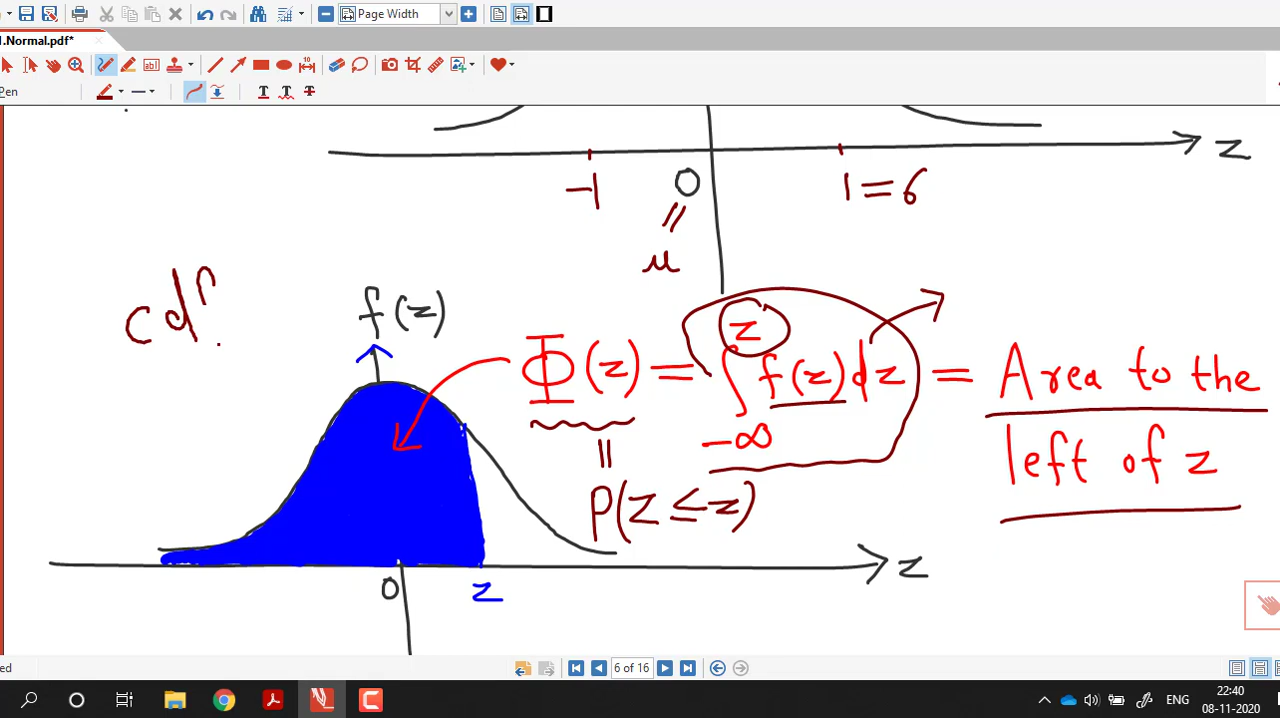 Page Width
1.Normal.pdf*
Pen
z
-1
0
1 = 6
μ
cdf.
f(z)
Φ(z) = ∫ f(z) dz = Area to the
z
-∞
left of z
P(Z ≤ z)
z
0
z
6 of 16
ENG
22:40
08-11-2020